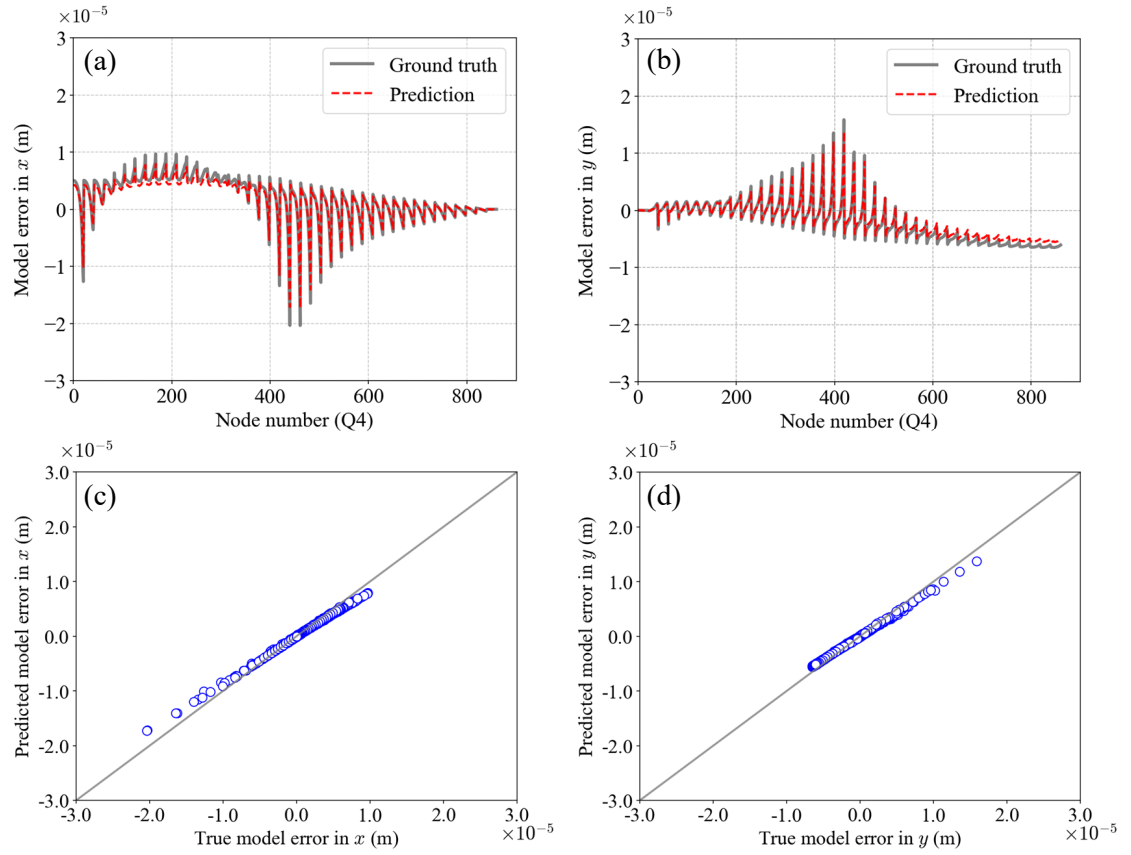 ×10⁻⁵
(a)
Ground truth
Prediction
3
2
1
0
−1
−2
−3
Model error in x (m)
0 200 400 600 800
Node number (Q4)
×10⁻⁵
(b)
Ground truth
Prediction
3
2
1
0
−1
−2
−3
Model error in y (m)
0 200 400 600 800
Node number (Q4)
×10⁻⁵
(c)
3.0
2.0
1.0
0.0
-1.0
-2.0
-3.0
Predicted model error in x (m)
-3.0 -2.0 -1.0 0.0 1.0 2.0 3.0
True model error in x (m)
×10⁻⁵
×10⁻⁵
(d)
3.0
2.0
1.0
0.0
-1.0
-2.0
-3.0
Predicted model error in y (m)
-3.0 -2.0 -1.0 0.0 1.0 2.0 3.0
True model error in y (m)
×10⁻⁵